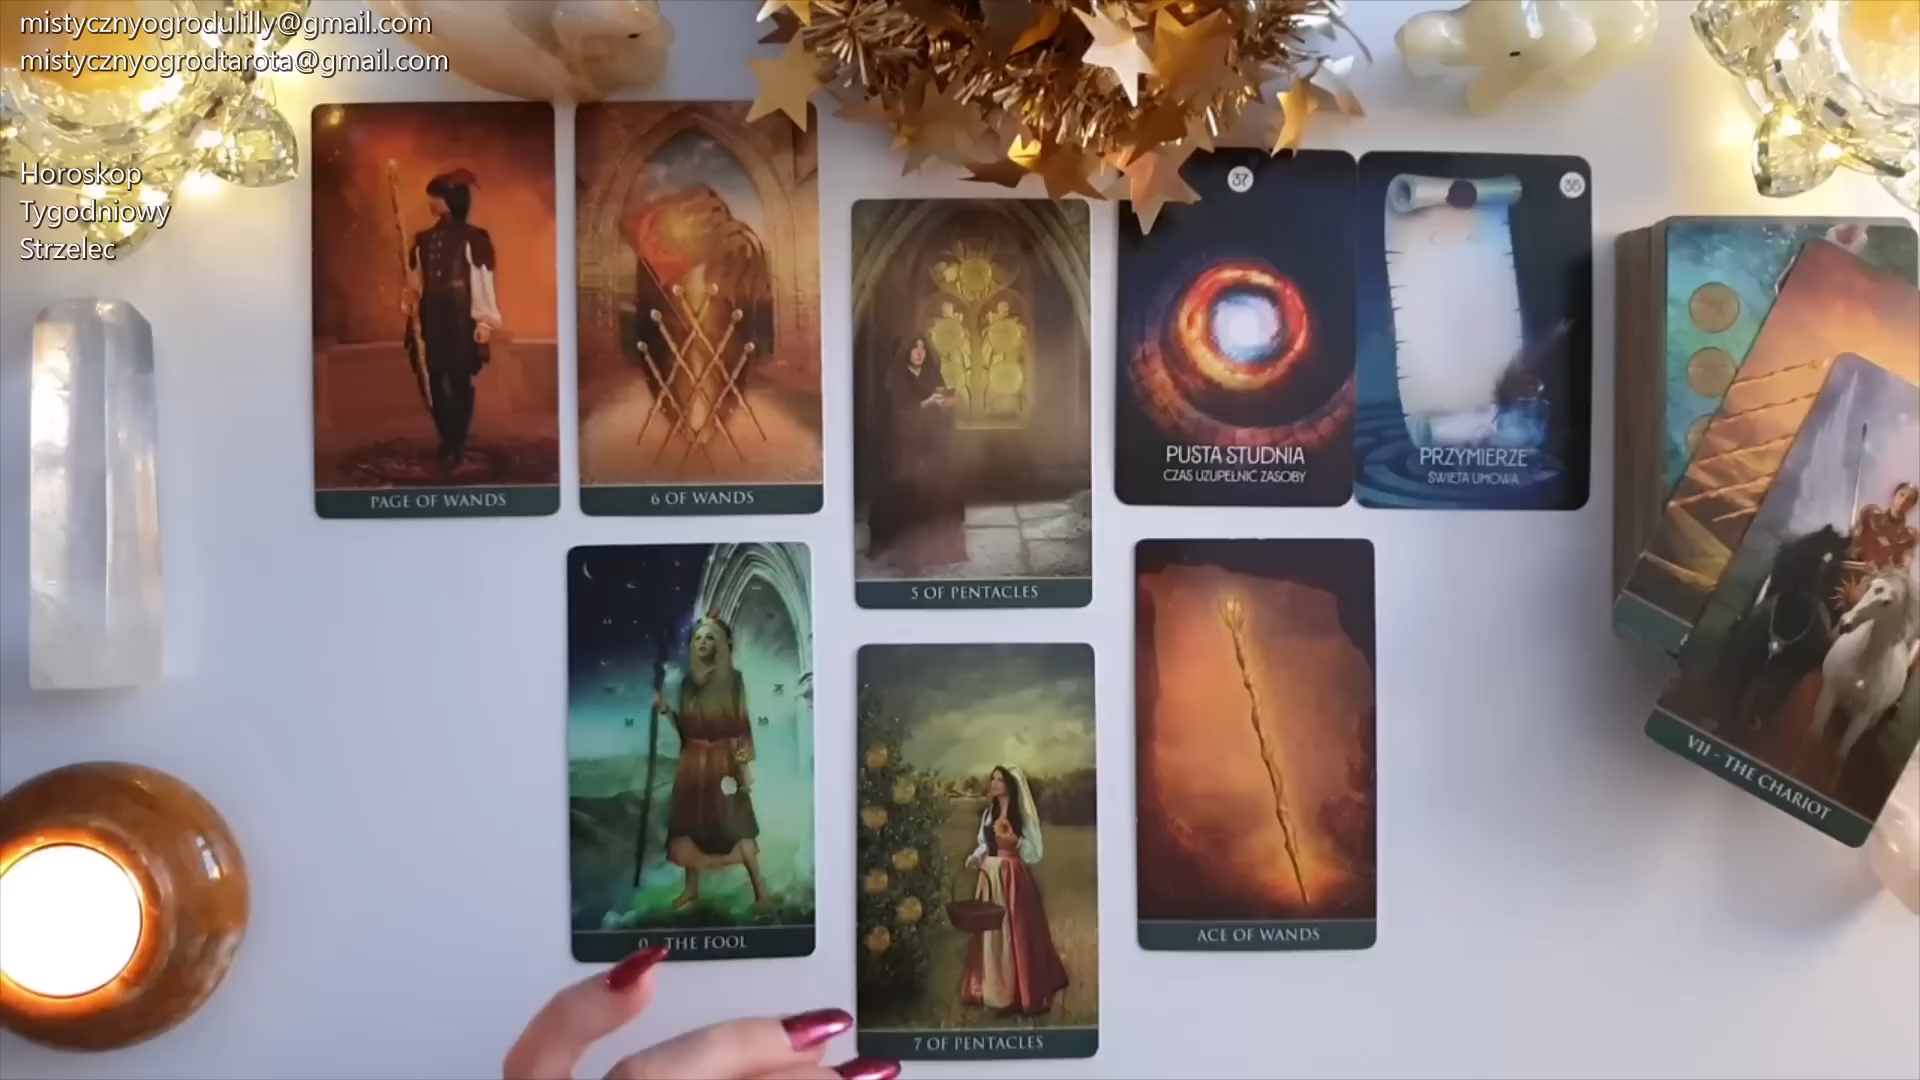 mistycznyogrodulilly@gmail.com
mistycznyogrodtarota@gmail.com
Horoskop
Tygodniowy
Strzelec
PAGE OF WANDS
6 OF WANDS
5 OF PENTACLES
37
PUSTA STUDNIA
CZAS UZUPEŁNIĆ ZASOBY
PRZYMIERZE
ŚWIĘTA UMOWA
0 THE FOOL
7 OF PENTACLES
ACE OF WANDS
VII - THE CHARIOT